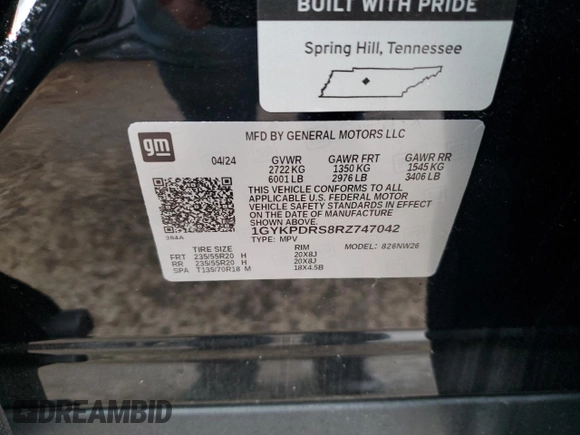 BUILT WITH PRIDE
Spring Hill, Tennessee
gm
MFD BY GENERAL MOTORS LLC
04/24 GVWR GAWR FRT GAWR RR
2722 KG 1350 KG 1545 KG
6001 LB 2976 LB 3406 LB
THIS VEHICLE CONFORMS TO ALL
APPLICABLE U.S. FEDERAL MOTOR
VEHICLE SAFETY STANDARDS IN EFFECT
ON THE DATE OF MANUFACTURE SHOWN ABOVE.
1GYKPDRS8RZ747042
TYPE: MPV MODEL: 826NW26
384A
TIRE SIZE RIM
FRT 235/55R20 H 20X8J
RR 235/55R20 H 20X8J
SPA T135/70R18 M 18X4.5B
DREAMBID